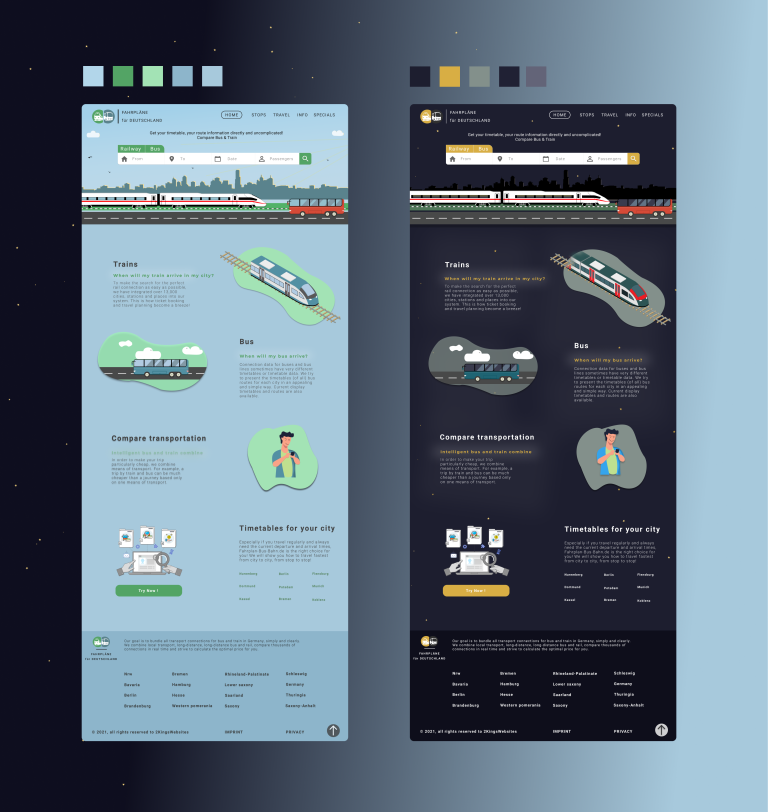 FAHRPLÄNE
für DEUTSCHLAND
HOME STOPS TRAVEL INFO SPECIALS
Get your timetable, your route information directly and uncomplicated!
Compare Bus & Train
Railway Bus
From To Date Passengers
Trains
When will my train arrive in my city?
To make the search for the perfect
rail connection as easy as possible,
we have integrated over 13,000
cities, stations and places into our
system. This is how ticket booking
and travel planning become a breeze!
Bus
When will my bus arrive?
Connection data for buses and bus
lines sometimes have very different
timetables or timetable data. We try
to present the timetables (of all) bus
routes for each city in an appealing
and simple way. Current display
timetables and routes are also
available.
Compare transportation
Intelligent bus and train combine
In order to make your trip
particularly cheap, we combine
means of transport. For example, a
trip by train and bus can be much
cheaper than a journey based only
on one means of transport.
Timetables for your city
Especially if you travel regularly and
need the current departure and arrival times,
Fahrplan Bus Bahn.de is the right choice for
you! We will show you how to travel fastest
from city to city, from stop to stop!
Berlin Flensburg
Dortmund Potsdam Munich
Bremen Koblenz
Try Now !
FAHRPLÄNE
für DEUTSCHLAND
Our goal is to bundle all transport connections for bus and train in Germany, simply and clearly.
We combine local transport, long-distance, long-distance bus and rail, compare thousands of
connections in real time and strive to calculate the optimal price for you.
Nrw Bremen Rhineland-Palatinate Schleswig
Bavaria Hamburg Lower saxony Germany
Berlin Hesse Saarland Thuringia
Brandenburg Western pomerania Saxony Saxony-Anhalt
© 2021, all rights reserved to 2KingsWebsites IMPRINT PRIVACY
FAHRPLÄNE
für DEUTSCHLAND
HOME STOPS TRAVEL INFO SPECIALS
Get your timetable, your route information directly and uncomplicated!
Compare Bus & Train
Railway Bus
From To Date Passengers
Trains
When will my train arrive in my city?
To make the search for the perfect
rail connection as easy as possible,
we have integrated over 13,000
cities, stations and places into our
system. This is how ticket booking
and travel planning become a breeze!
Bus
When will my bus arrive?
Connection data for buses and bus
lines sometimes have very different
timetables or timetable data. We try
to present the timetables (of all) bus
routes for each city in an appealing
and simple way. Current display
timetables and routes are also
available.
Compare transportation
Intelligent bus and train combine
In order to make your trip
particularly cheap, we combine
means of transport. For example, a
trip by train and bus can be much
cheaper than a journey based only
on one means of transport.
Timetables for your city
Especially if you travel regularly and
need the current departure and arrival times,
Fahrplan Bus Bahn.de is the right choice for
you! We will show you how to travel fastest
from city to city, from stop to stop!
Berlin Flensburg
Dortmund Potsdam Munich
Bremen Koblenz
Try Now !
FAHRPLÄNE
für DEUTSCHLAND
Our goal is to bundle all transport connections for bus and train in Germany, simply and clearly.
We combine local transport, long-distance, long-distance bus and rail, compare thousands of
connections in real time and strive to calculate the optimal price for you.
Nrw Bremen Rhineland-Palatinate Schleswig
Bavaria Hamburg Lower saxony Germany
Berlin Hesse Saarland Thuringia
Brandenburg Western pomerania Saxony Saxony-Anhalt
© 2021, all rights reserved to 2KingsWebsites IMPRINT PRIVACY